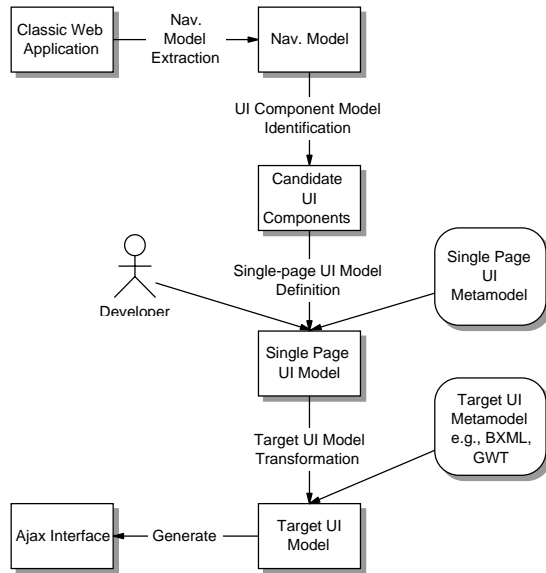 Classic Web
Application
Nav.
Model
Extraction
Nav. Model
UI Component Model
Identification
Candidate
UI
Components
Single-page UI Model
Definition
Developer
Single Page
UI
Metamodel
Single Page
UI Model
Target UI Model
Transformation
Target UI
Metamodel
e.g., BXML,
GWT
Ajax Interface
Generate
Target UI
Model